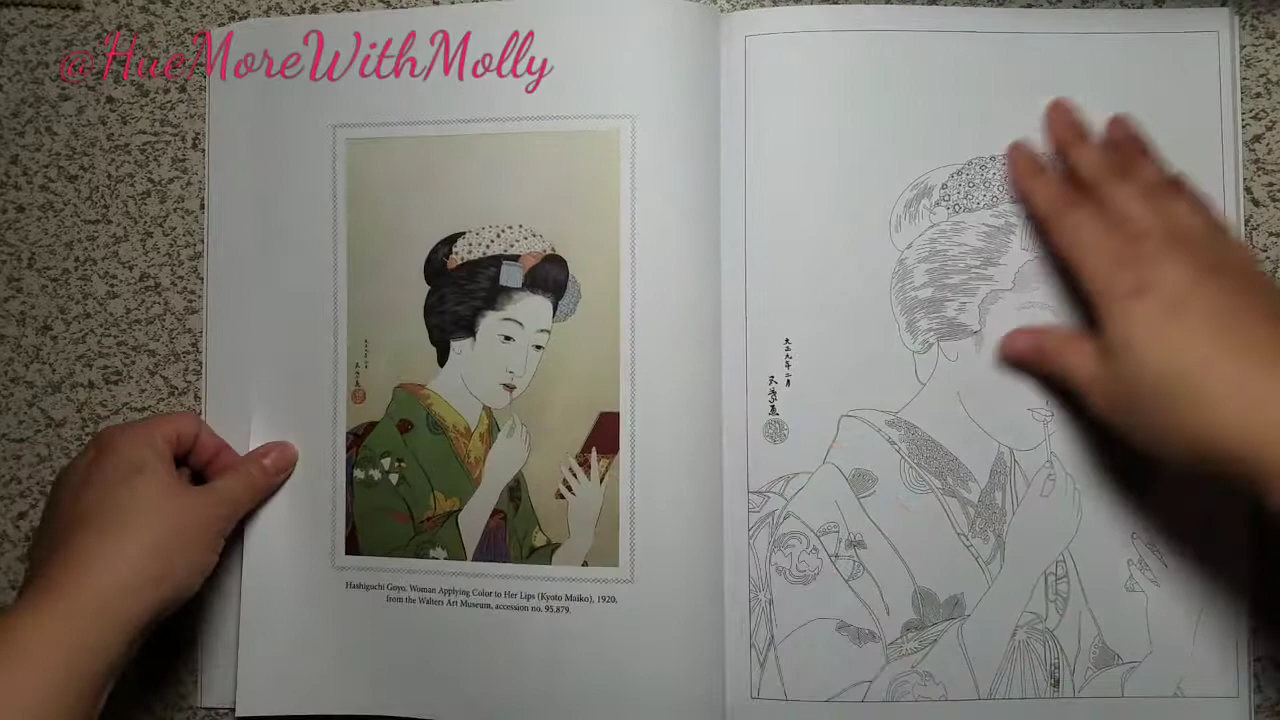 @HueMoreWithMolly
Hashiguchi Goyo, Woman Applying Color to Her Lips (Kyoto Maiko), 1920,
from the Walters Art Museum, accession no. 95.879.